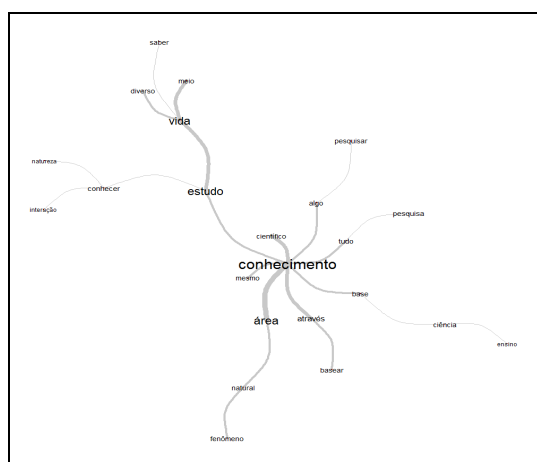 saber
meio
diverso
vida
pesquisar
natureza
conhecer
estudo
interação
algo
pesquisa
científico
tudo
conhecimento
mesmo
base
área
através
ciência
ensino
basear
natural
fenômeno